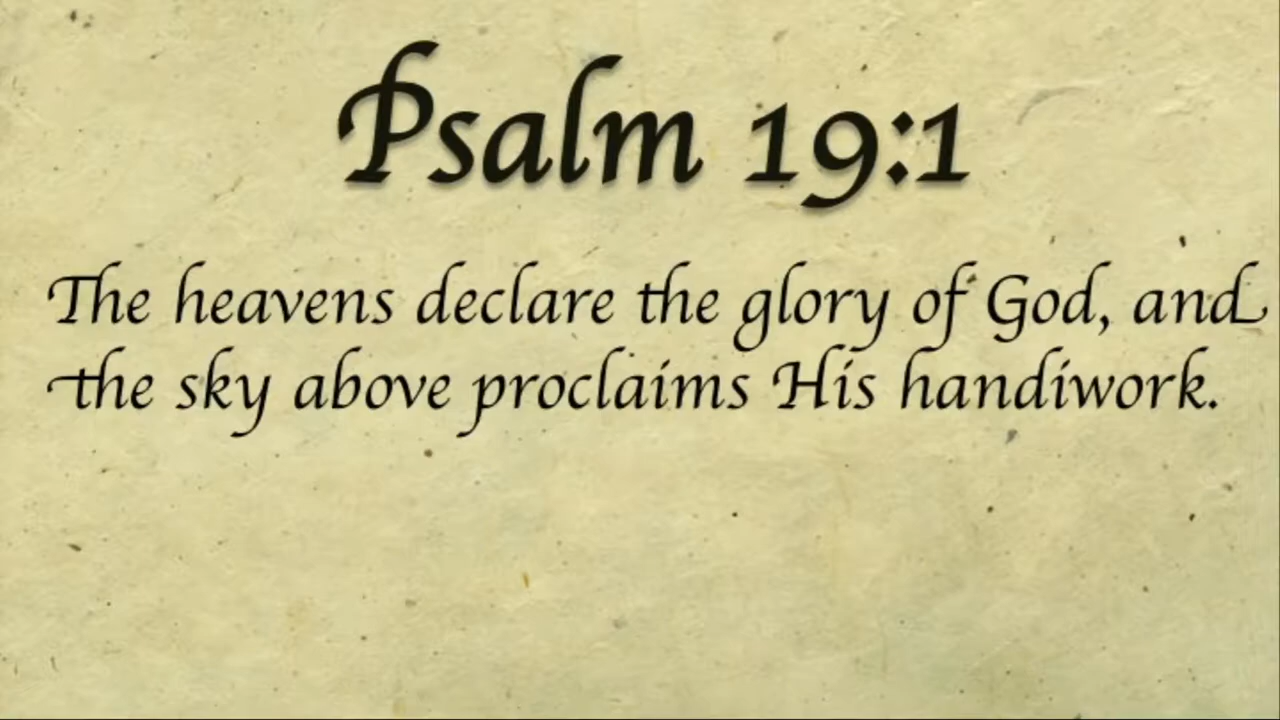 Psalm 19:1
The heavens declare the glory of God, and
the sky above proclaims His handiwork.